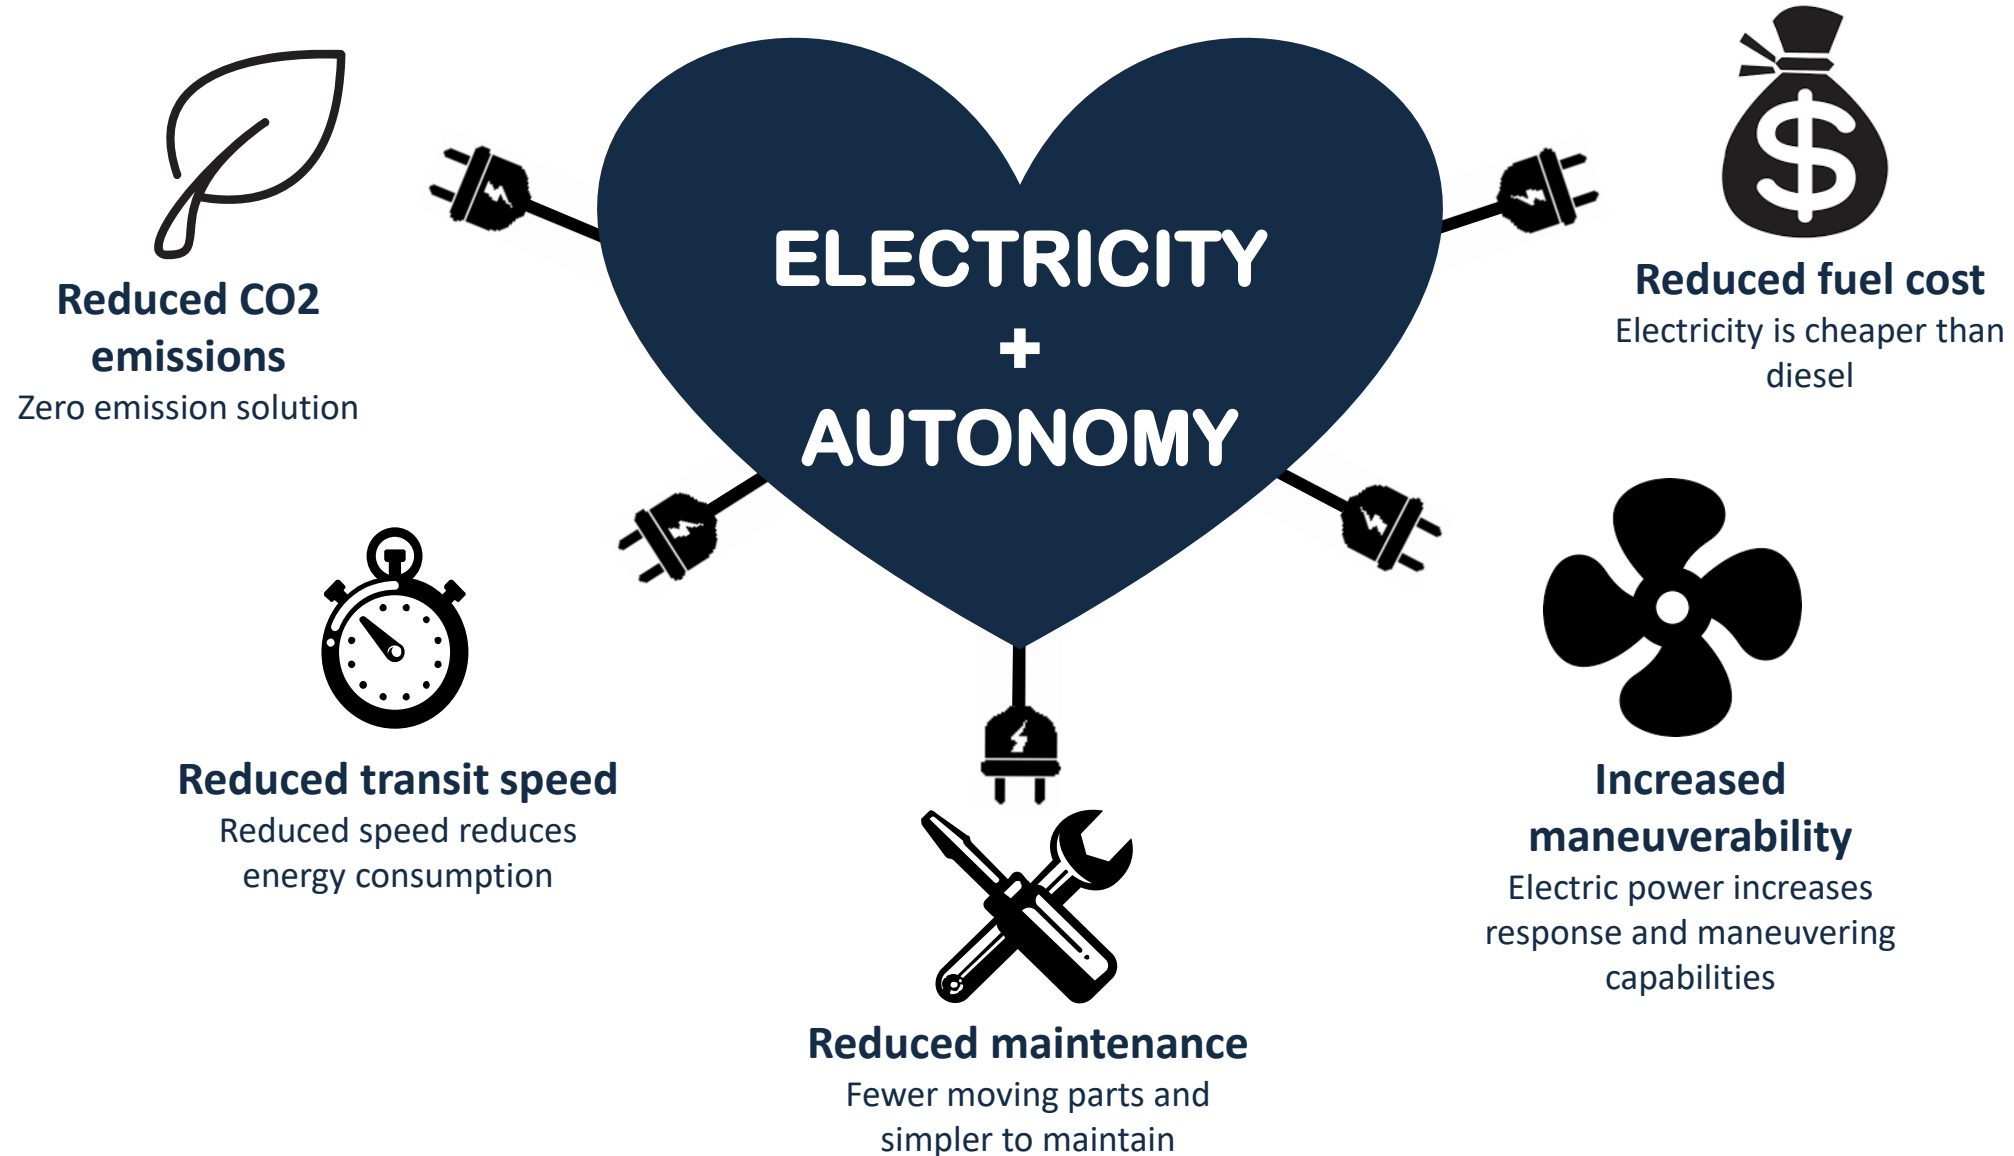 ELECTRICITY
+
AUTONOMY
Reduced CO2
emissions
Zero emission solution
Reduced fuel cost
Electricity is cheaper than
diesel
Reduced transit speed
Reduced speed reduces
energy consumption
Increased
maneuverability
Electric power increases
response and maneuvering
capabilities
Reduced maintenance
Fewer moving parts and
simpler to maintain
$